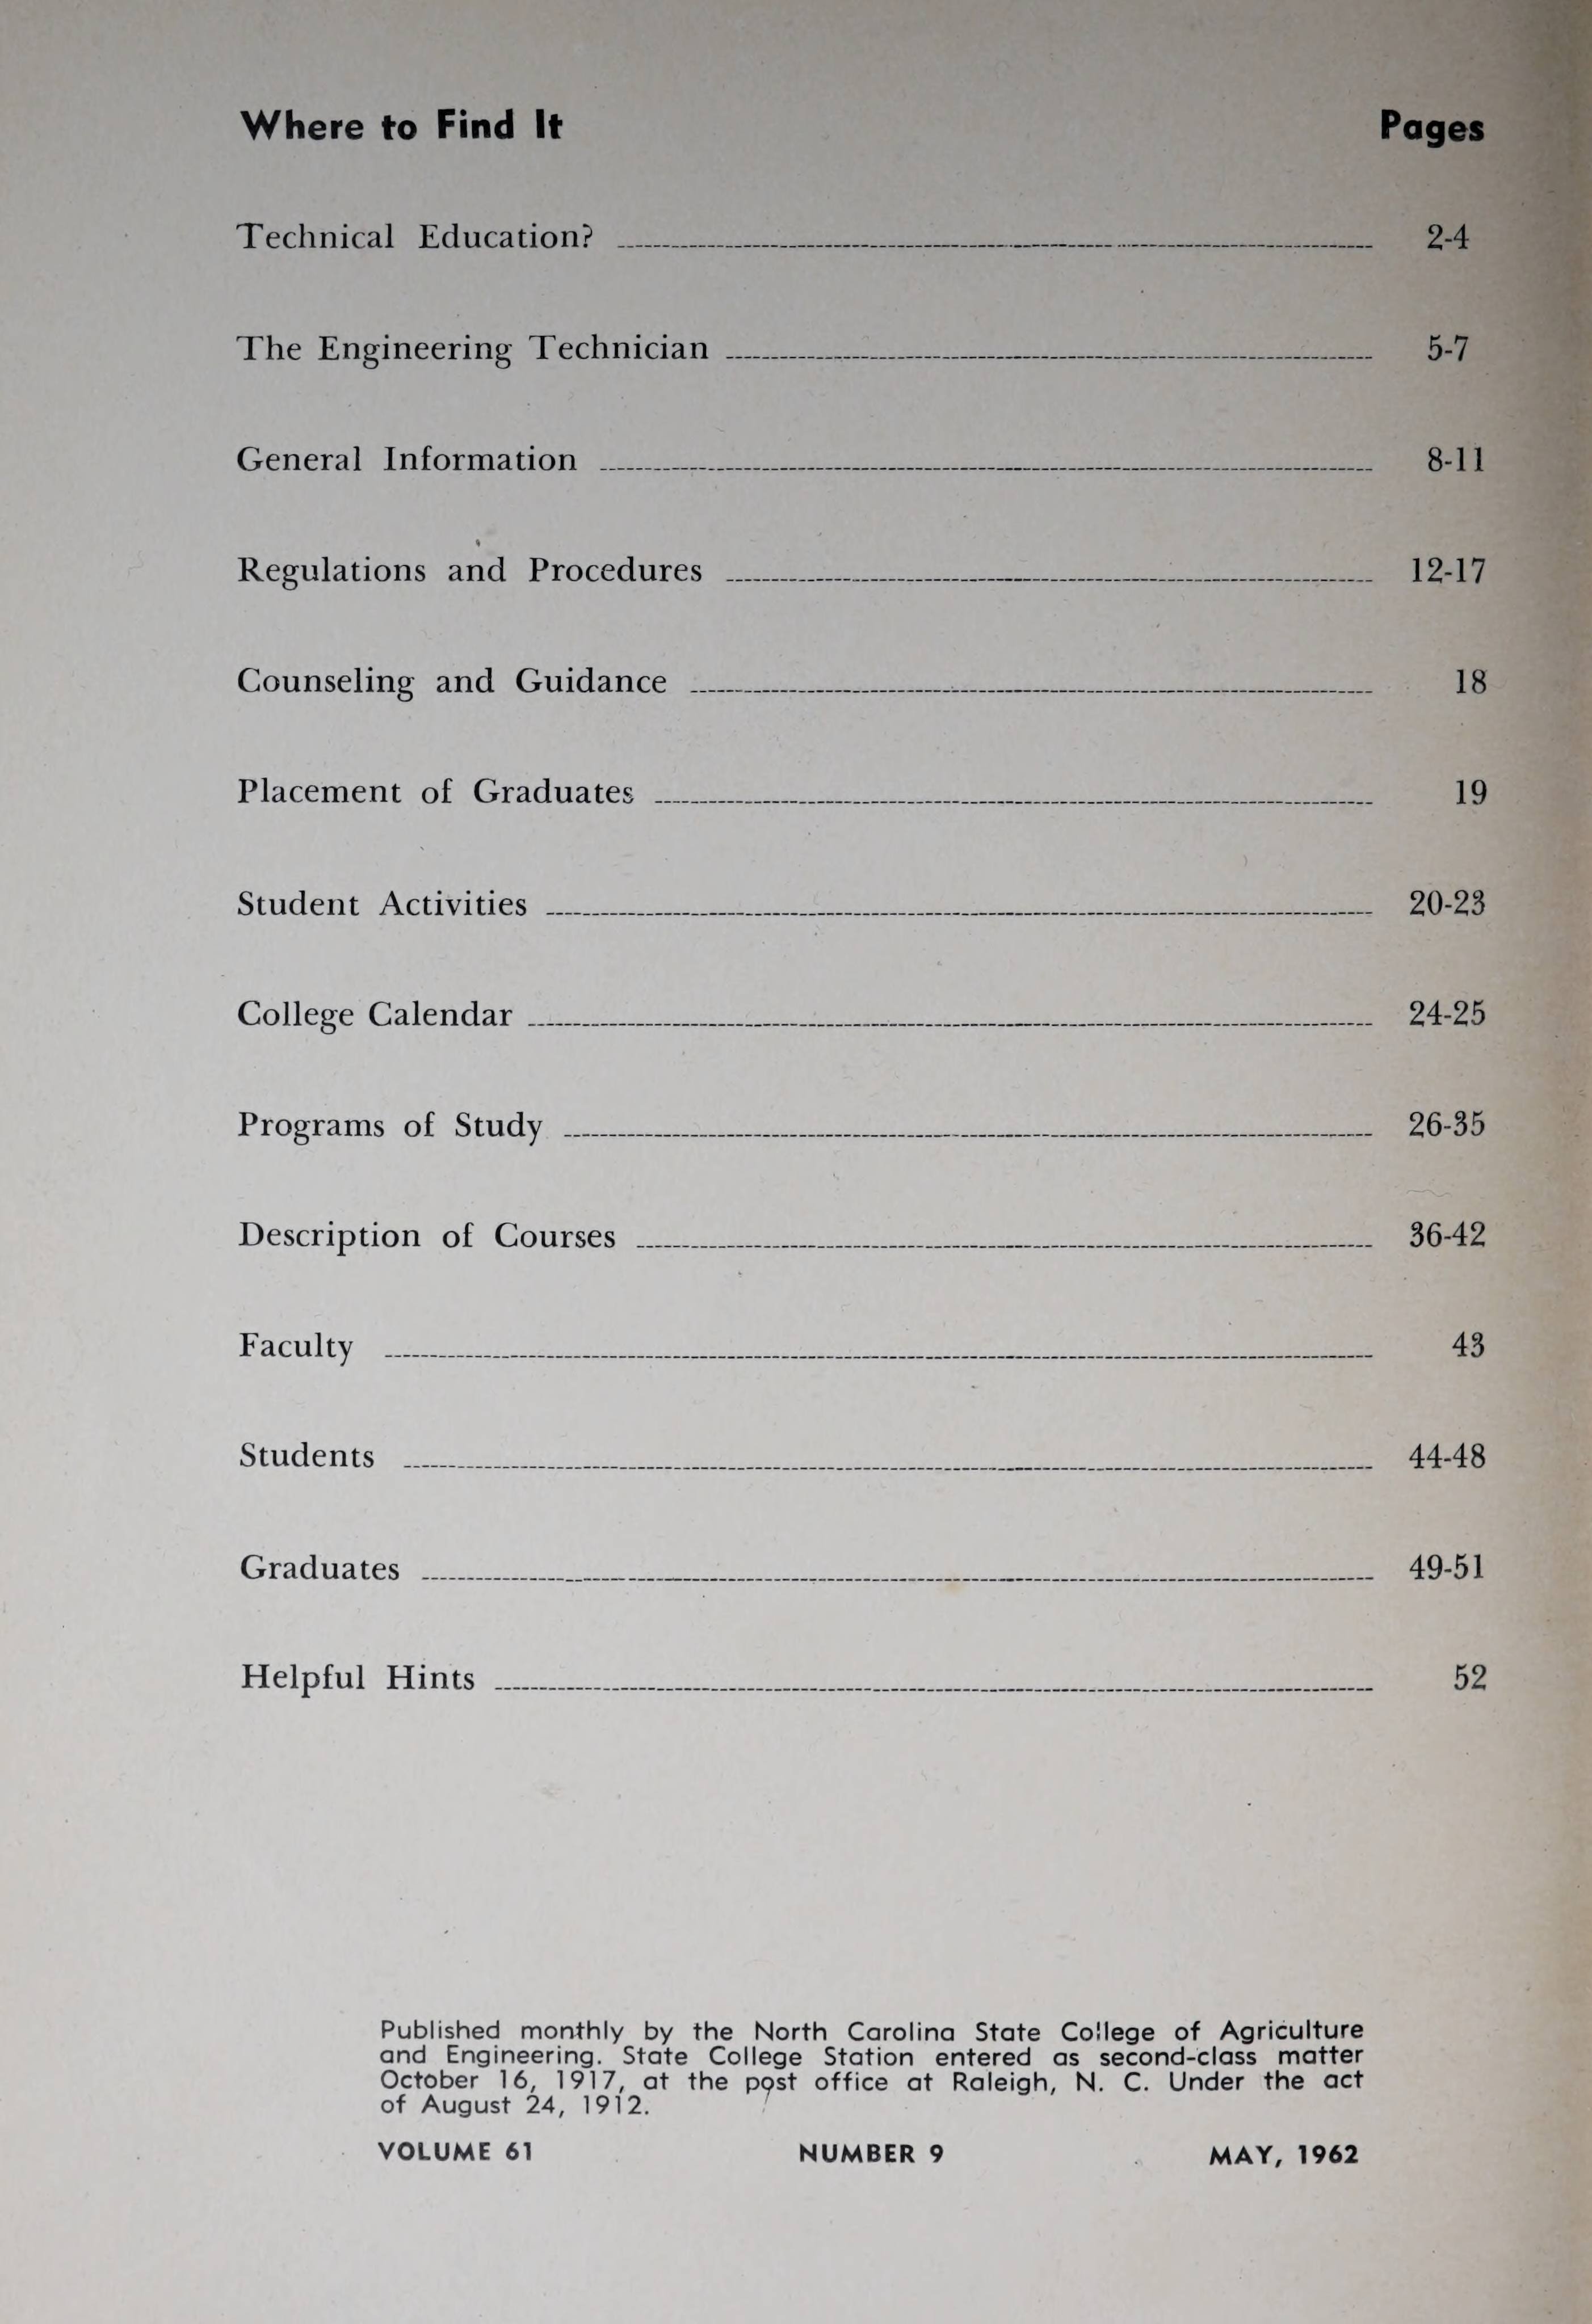 Where to Find It Pages
Technical Education? 2-4
The Engineering Technician 5-7
General Information 8-11
Regulations and Procedures 12-17
Counseling and Guidance 18
Placement of Graduates 19
Student Activities 20-23
College Calendar 24-25
Programs of Study 26-35
Description of Courses 36-42
Faculty 43
Students 44-48
Graduates 49-51
Helpful Hints 52
Published monthly by the North Carolina State College of Agriculture
and Engineering. State College Station entered as second-class matter
October 16, 1917, at the post office at Raleigh, N. C. Under the act
of August 24, 1912.
VOLUME 61 NUMBER 9 MAY, 1962